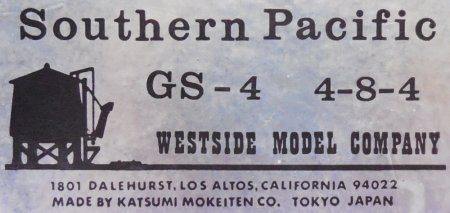 Southern Pacific
GS-4 4-8-4
WESTSIDE MODEL COMPANY
1801 DALEHURST, LOS ALTOS, CALIFORNIA 94022
MADE BY KATSUMI MOKEITEN CO. TOKYO JAPAN